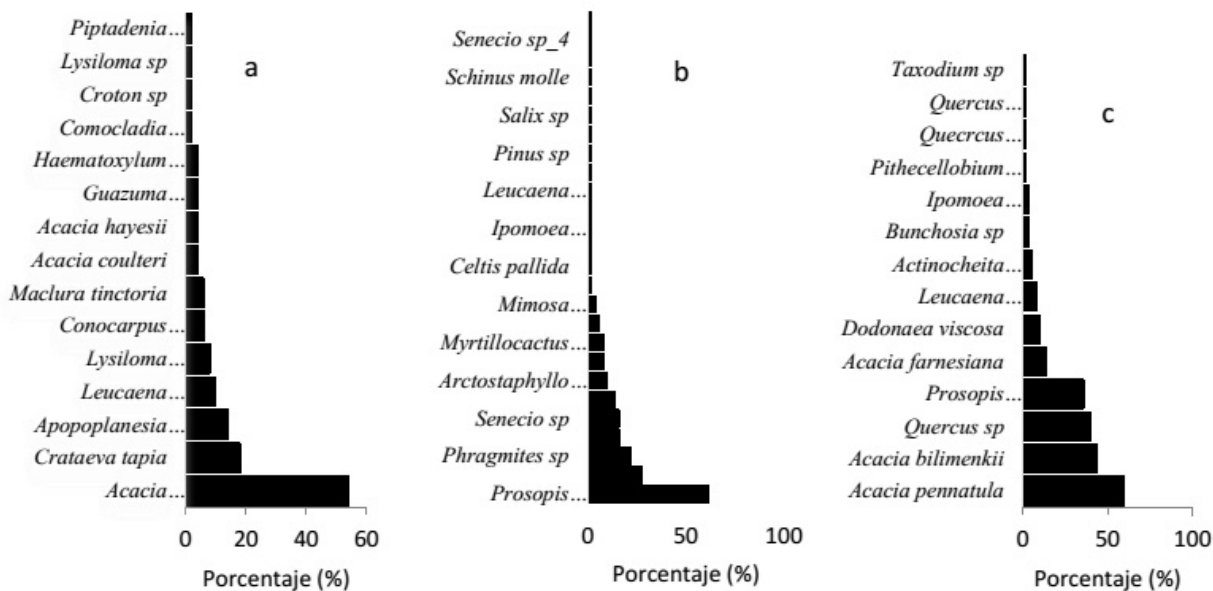 a
Piptadenia
Lysiloma sp
Croton sp
Comocladia ...
Haematoxylum ...
Guazuma ...
Acacia hayesii
Acacia coulteri
Maclura tinctoria
Conocarpus ...
Lysiloma ...
Leucaena ...
Apopoplanesia ...
Crataeva tapia
Acacia ...
0 20 40 60
Porcentaje (%)
b
Senecio sp_4
Schinus molle
Salix sp
Pinus sp
Leucaena ...
Ipomoea ...
Celtis pallida
Mimosa ...
Myrtillocactus ...
Arctostaphyllo ...
Senecio sp
Phragmites sp
Prosopis ...
0 50 100
Porcentaje (%)
c
Taxodium sp
Quercus ...
Quecrcus ...
Pithecellobium ...
Ipomoea ...
Bunchosia sp
Actinocheita ...
Leucaena ...
Dodonaea viscosa
Acacia farnesiana
Prosopis ...
Quercus sp
Acacia bilimenkii
Acacia pennatula
0 50 100
Porcentaje (%)